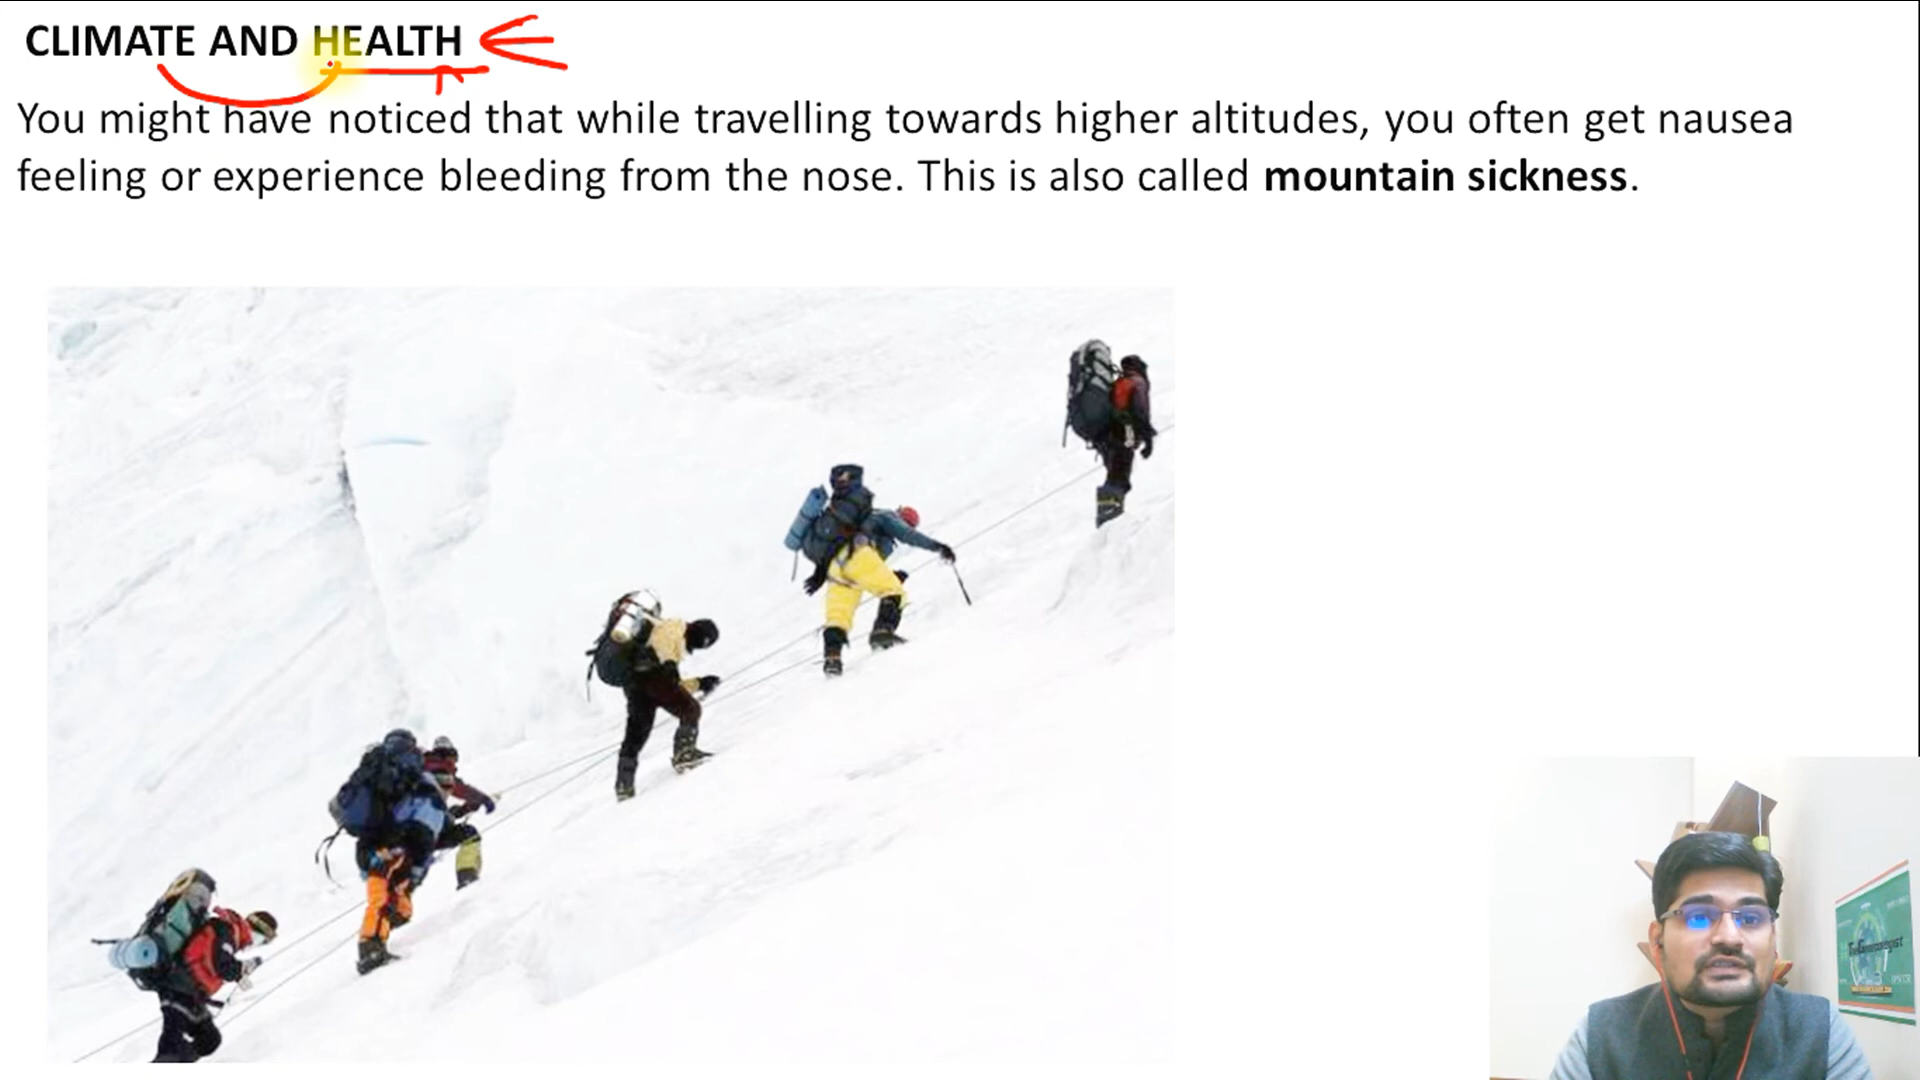 CLIMATE AND HEALTH
You might have noticed that while travelling towards higher altitudes, you often get nausea
feeling or experience bleeding from the nose. This is also called mountain sickness.